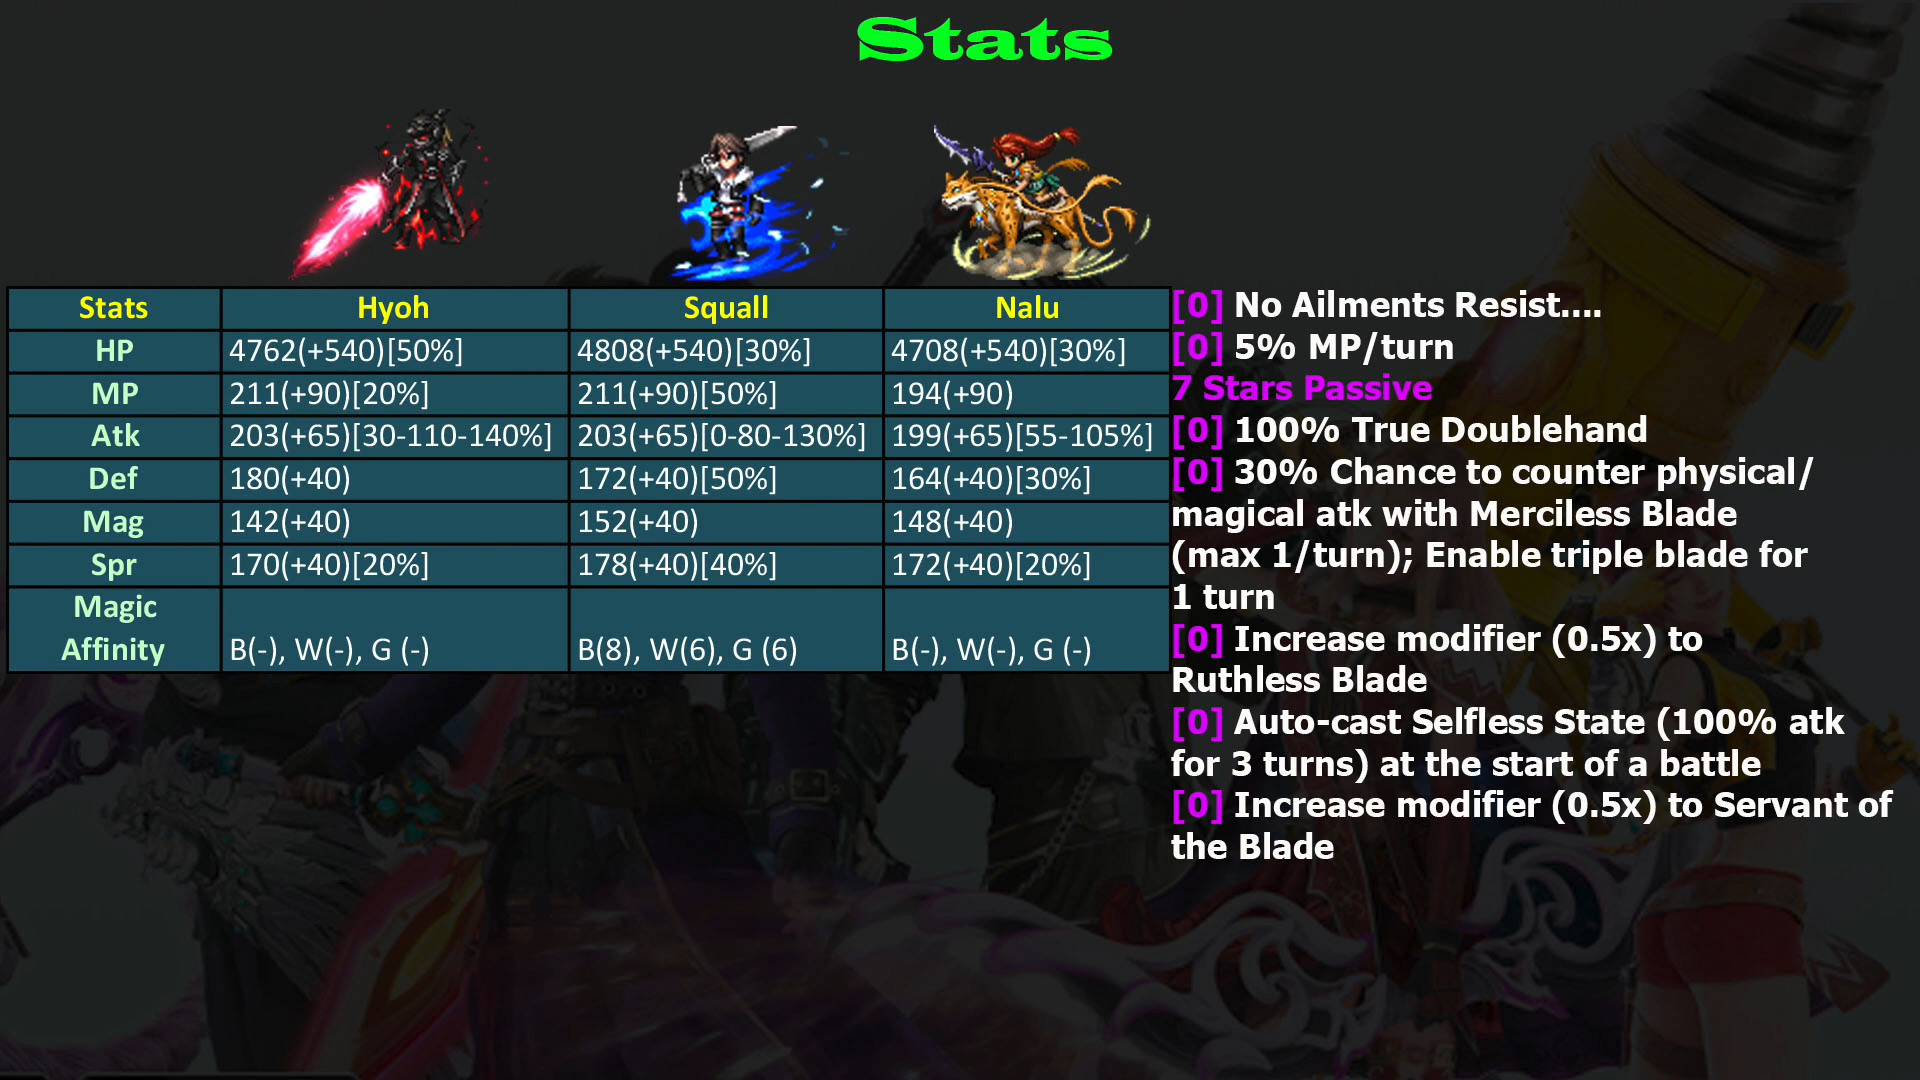 Stats
Stats Hyoh Squall Nalu
HP 4762(+540)[50%] 4808(+540)[30%] 4708(+540)[30%]
MP 211(+90)[20%] 211(+90)[50%] 194(+90)
Atk 203(+65)[30-110-140%] 203(+65)[0-80-130%] 199(+65)[55-105%]
Def 180(+40) 172(+40)[50%] 164(+40)[30%]
Mag 142(+40) 152(+40) 148(+40)
Spr 170(+40)[20%] 178(+40)[40%] 172(+40)[20%]
Magic
Affinity B(-), W(-), G (-) B(8), W(6), G (6) B(-), W(-), G (-)
[0] No Ailments Resist....
[0] 5% MP/turn
7 Stars Passive
[0] 100% True Doublehand
[0] 30% Chance to counter physical/
magical atk with Merciless Blade
(max 1/turn); Enable triple blade for
1 turn
[0] Increase modifier (0.5x) to
Ruthless Blade
[0] Auto-cast Selfless State (100% atk
for 3 turns) at the start of a battle
[0] Increase modifier (0.5x) to Servant of
the Blade